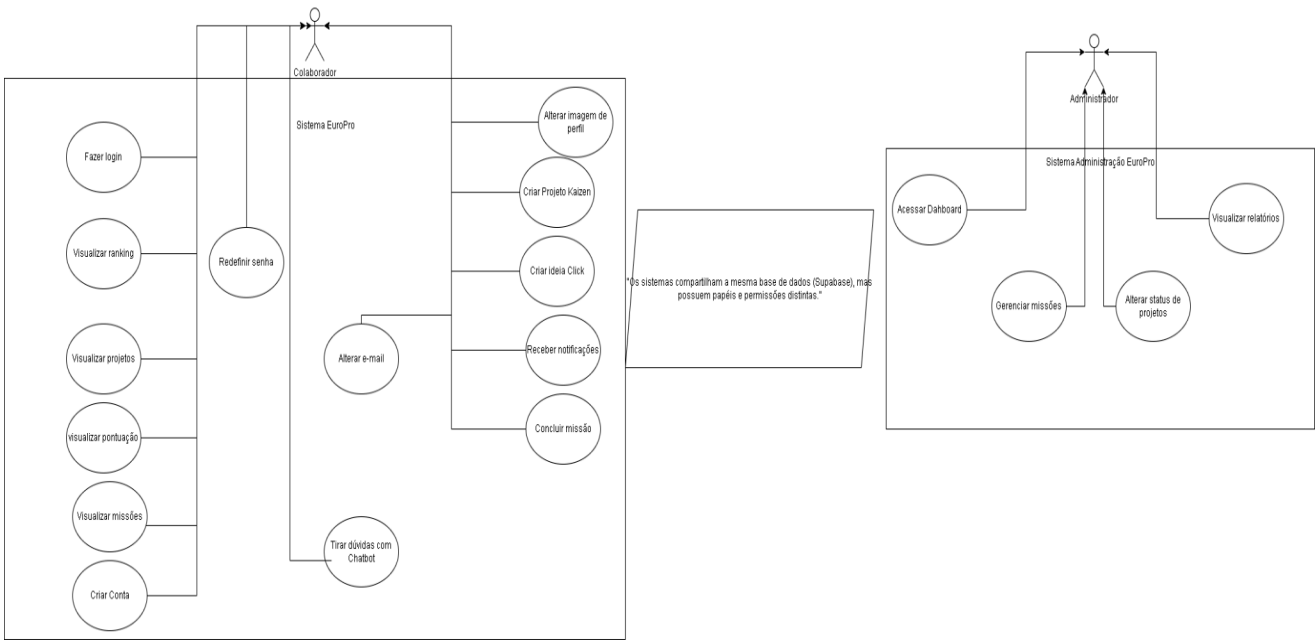 Colaborador
Sistema EuroPro
Fazer login
Visualizar ranking
Redefinir senha
Visualizar projetos
visualizar pontuação
Visualizar missões
Criar Conta
Alterar imagem de
perfil
Criar Projeto Kaizen
Criar ideia Click
Alterar e-mail
Receber notificações
Concluir missão
Tirar dúvidas com
Chatbot
"Os sistemas compartilham a mesma base de dados (Supabase), mas
possuem papéis e permissões distintas."
Administrador
Sistema Administração EuroPro
Acessar Dahboard
Visualizar relatórios
Gerenciar missões
Alterar status de
projetos